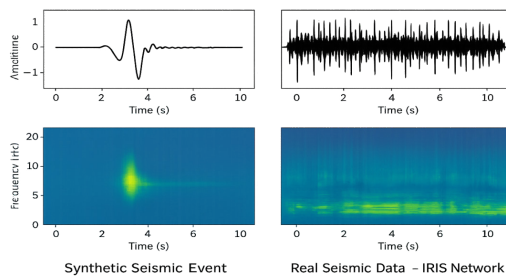 1
0
−1
0 2 4 6 8 10
Time (s)
0 2 4 6 8 10
Time (s)
20
10
5
0
0 2 4 6 8 10
Time (s)
0 2 4 6 8 10
Time (s)
Synthetic Seismic Event
Real Seismic Data – IRIS Network